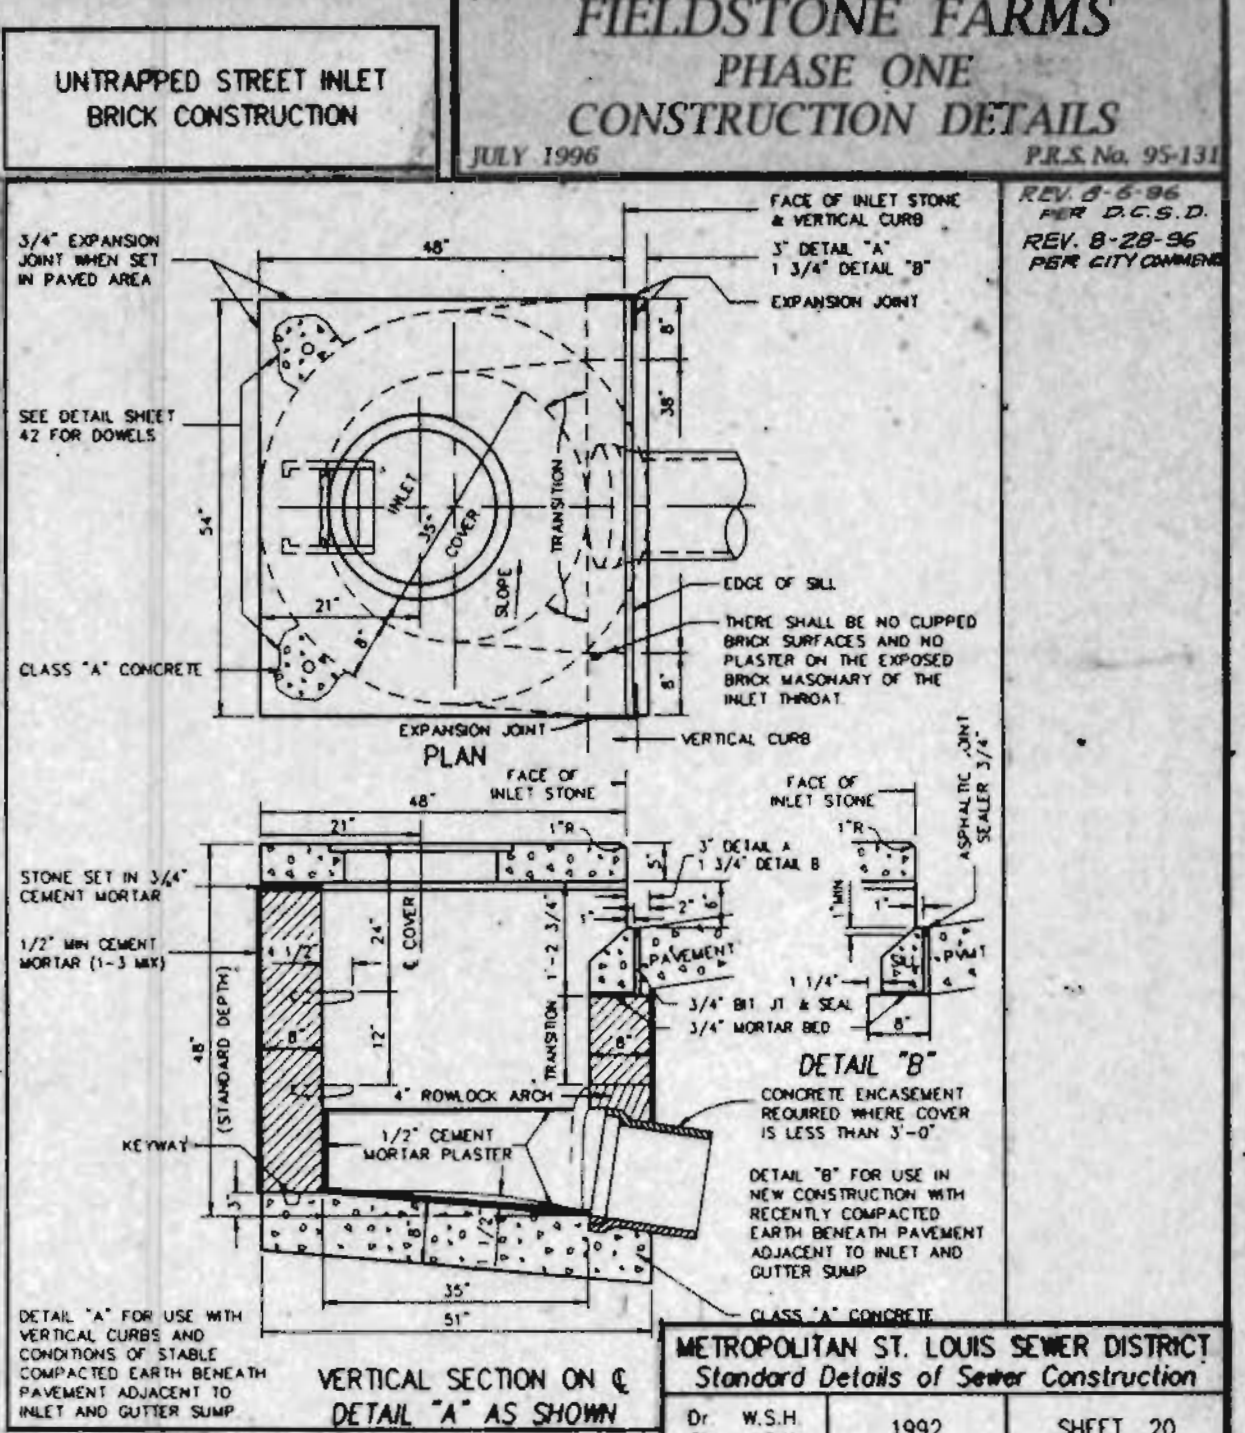 UNTRAPPED STREET INLET
BRICK CONSTRUCTION
FIELDSTONE FARMS
PHASE ONE
CONSTRUCTION DETAILS
JULY 1996
P.R.S. No. 95-131
REV. 8-6-96
PER D.C.S.D.
REV. 8-28-96
PER CITY COMMENT
3/4" EXPANSION
JOINT WHEN SET
IN PAVED AREA
48"
FACE OF INLET STONE
& VERTICAL CURB
3" DETAIL "A"
1 3/4" DETAIL "B"
EXPANSION JOINT
8"
38"
SEE DETAIL SHEET
42 FOR DOWELS
54"
INLET
COVER
35"
TRANSITION
SLOPE
21"
8"
EDGE OF SILL
THERE SHALL BE NO CLIPPED
BRICK SURFACES AND NO
PLASTER ON THE EXPOSED
BRICK MASONARY OF THE
INLET THROAT
8"
CLASS "A" CONCRETE
EXPANSION JOINT
VERTICAL CURB
PLAN
FACE OF
INLET STONE
48"
21"
1"R
5"
3" DETAIL A
1 3/4" DETAIL B
FACE OF
INLET STONE
1"R
ASPHALTIC JOINT
SEALER 3/4"
STONE SET IN 3/4"
CEMENT MORTAR
1/2" MIN CEMENT
MORTAR (1-3 MIX)
4 1/2"
24"
℄ COVER
1'-2 3/4"
TRANSITION
1"
2"
6"
PAVEMENT
1" MIN
1"
PVMT
1 1/4"
8"
3/4" BIT JT & SEAL
3/4" MORTAR BED
48"
(STANDARD DEPTH)
8"
12"
8"
4" ROWLOCK ARCH
DETAIL "B"
CONCRETE ENCASEMENT
REQUIRED WHERE COVER
IS LESS THAN 3'-0"
KEYWAY
1/2" CEMENT
MORTAR PLASTER
DETAIL "B" FOR USE IN
NEW CONSTRUCTION WITH
RECENTLY COMPACTED
EARTH BENEATH PAVEMENT
ADJACENT TO INLET AND
GUTTER SUMP
3"
8"
1 1/2"
35"
51"
CLASS "A" CONCRETE
DETAIL "A" FOR USE WITH
VERTICAL CURBS AND
CONDITIONS OF STABLE
COMPACTED EARTH BENEATH
PAVEMENT ADJACENT TO
INLET AND GUTTER SUMP
VERTICAL SECTION ON ℄
DETAIL "A" AS SHOWN
METROPOLITAN ST. LOUIS SEWER DISTRICT
Standard Details of Sewer Construction
Dr W.S.H.
1992
SHEET 20